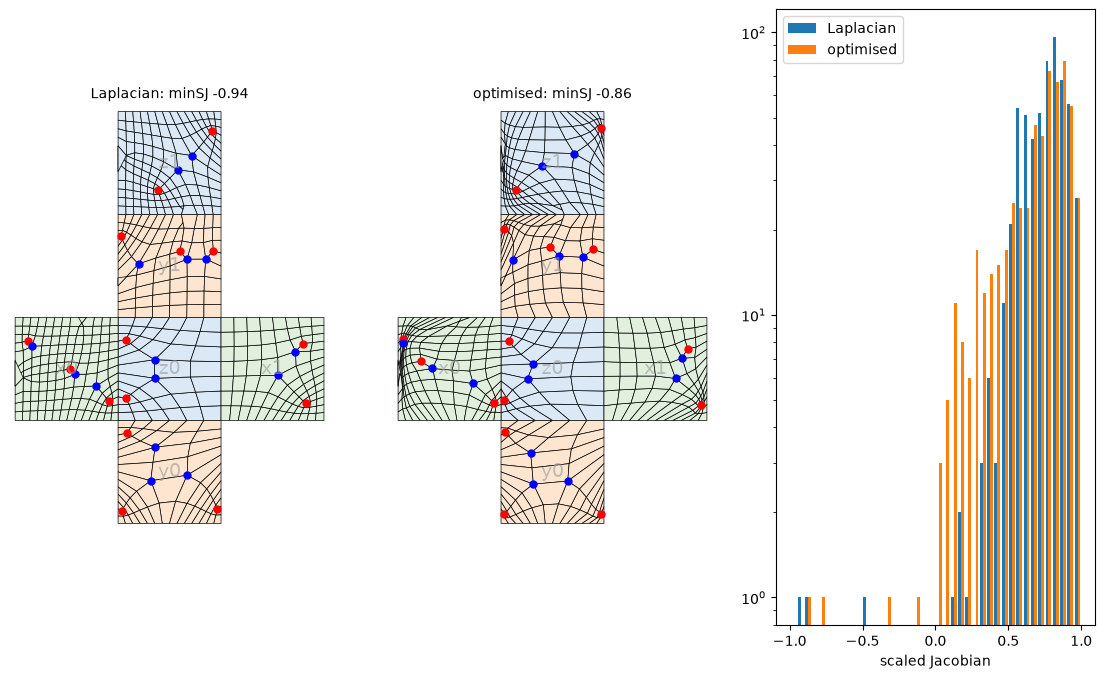 Laplacian: minSJ -0.94
z1
y1
z0
x1
y0
optimised: minSJ -0.86
z1
y1
x0
z0
x1
y0
Laplacian
optimised
10²
10¹
10⁰
−1.0
−0.5
0.0
0.5
1.0
scaled Jacobian